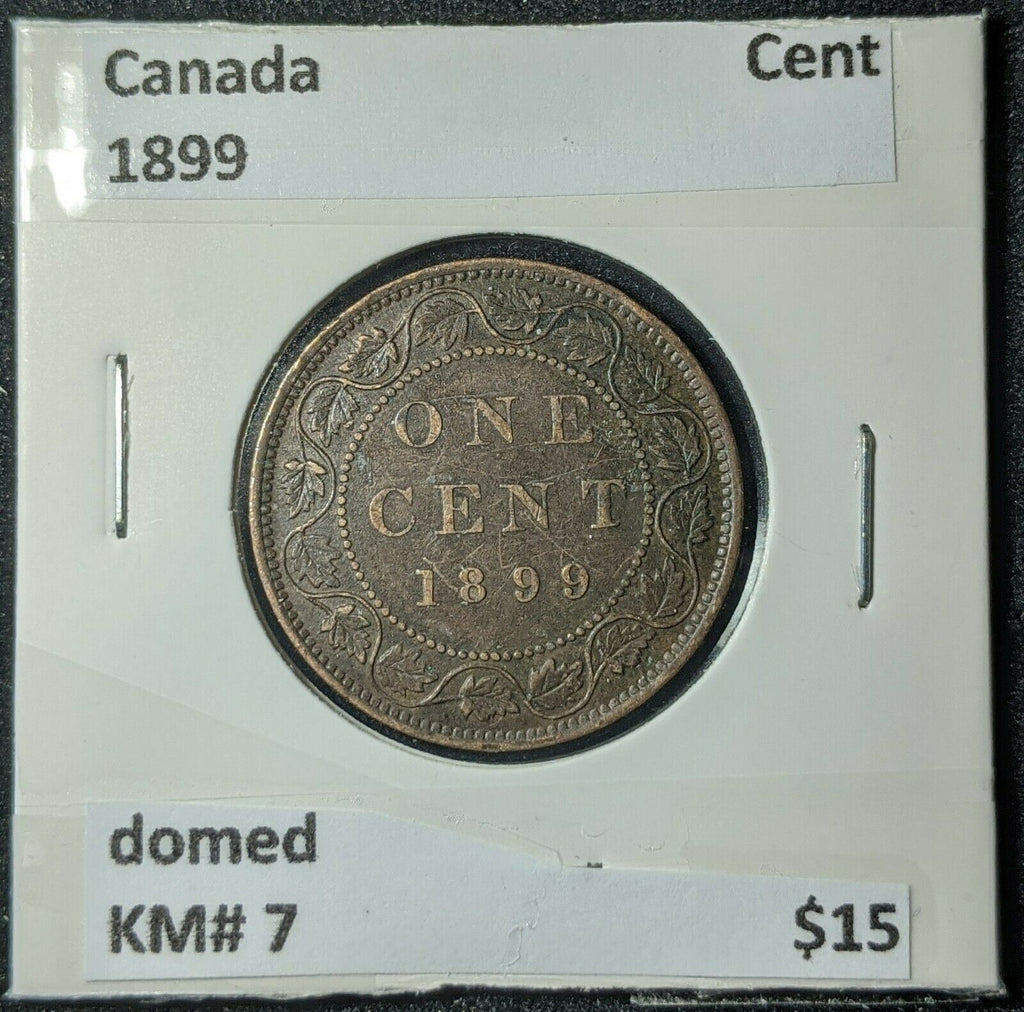 Canada Cent
1899
ONE
CENT
1899
domed
KM# 7 $15